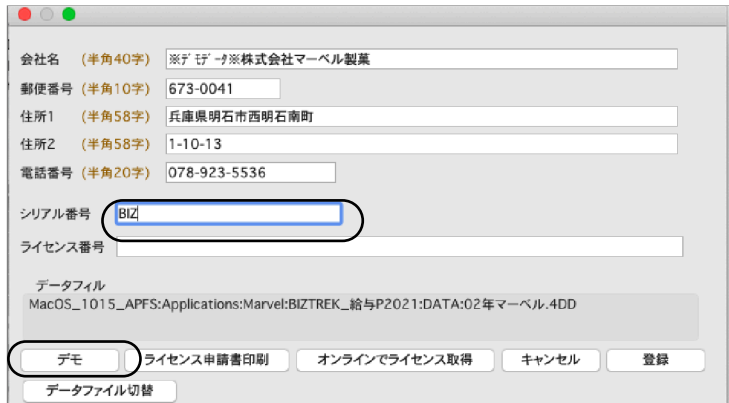 会社名 (半角40字) ※ﾃﾞﾓﾃﾞｰﾀ※株式会社マーベル製菓
郵便番号 (半角10字) 673-0041
住所1 (半角58字) 兵庫県明石市西明石南町
住所2 (半角58字) 1-10-13
電話番号 (半角20字) 078-923-5536
シリアル番号 BIZ
ライセンス番号
データフィル
MacOS_1015_APFS:Applications:Marvel:BIZTREK_給与P2021:DATA:02年マーベル.4DD
デモ ライセンス申請書印刷 オンラインでライセンス取得 キャンセル 登録
データファイル切替